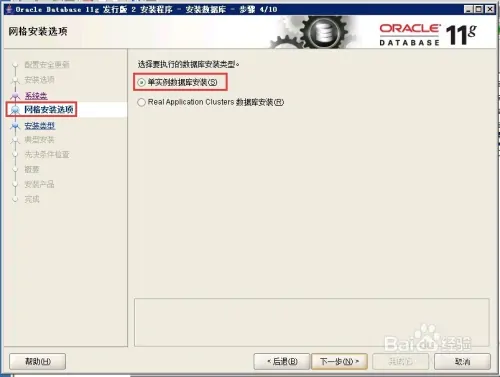 Oracle Database 11g 发行版 2 安装程序 - 安装数据库 - 步骤 4/10
网格安装选项
ORACLE
DATABASE
11g
配置安全更新
安装选项
系统类
网格安装选项
安装类型
典型安装
先决条件检查
概要
安装产品
完成
选择要执行的数据库安装类型。
单实例数据库安装(S)
Real Application Clusters 数据库安装(R)
帮助(H)
< 后退(B)
下一步(N) >
取消
Baidu 经验